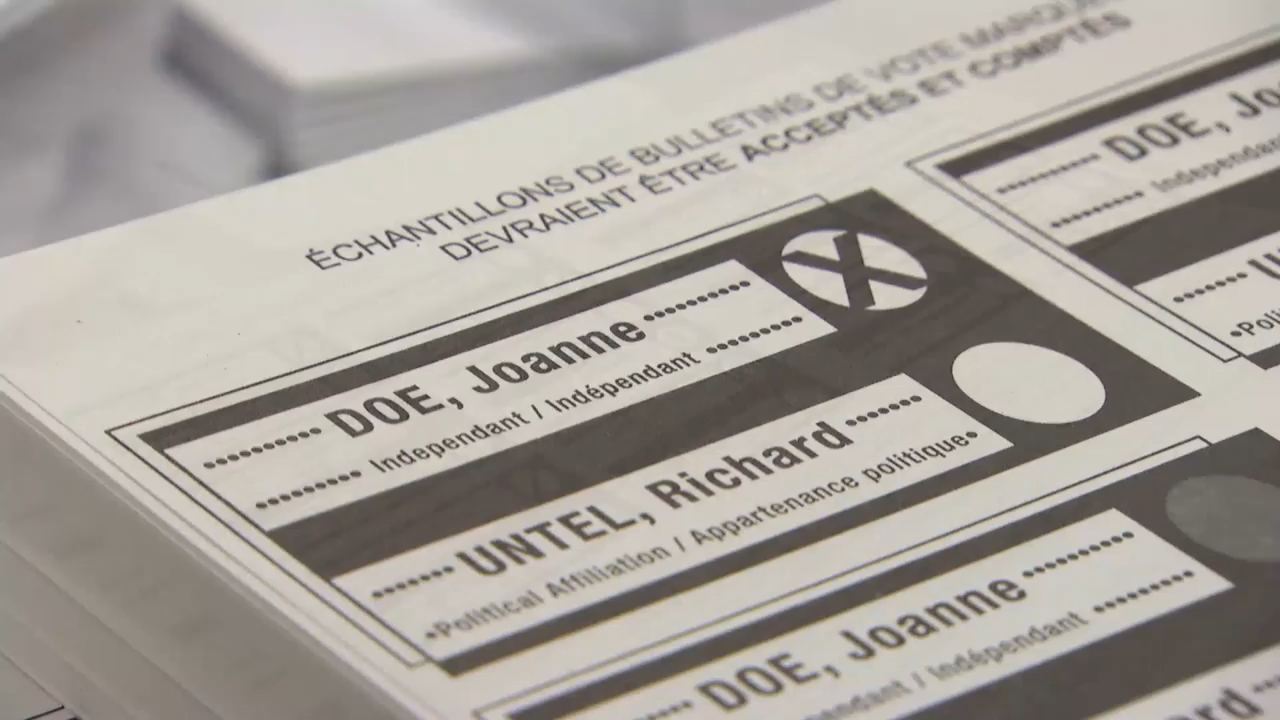 ÉCHANTILLONS DE BULLETINS DE VOTE
DEVRAIENT ÊTRE ACCEPTÉS ET COMPTÉS
DOE, Joanne
Independant / Indépendant
X
UNTEL, Richard
Political Affiliation / Appartenance politique
DOE, Joanne
/ Indépendant
DOE,